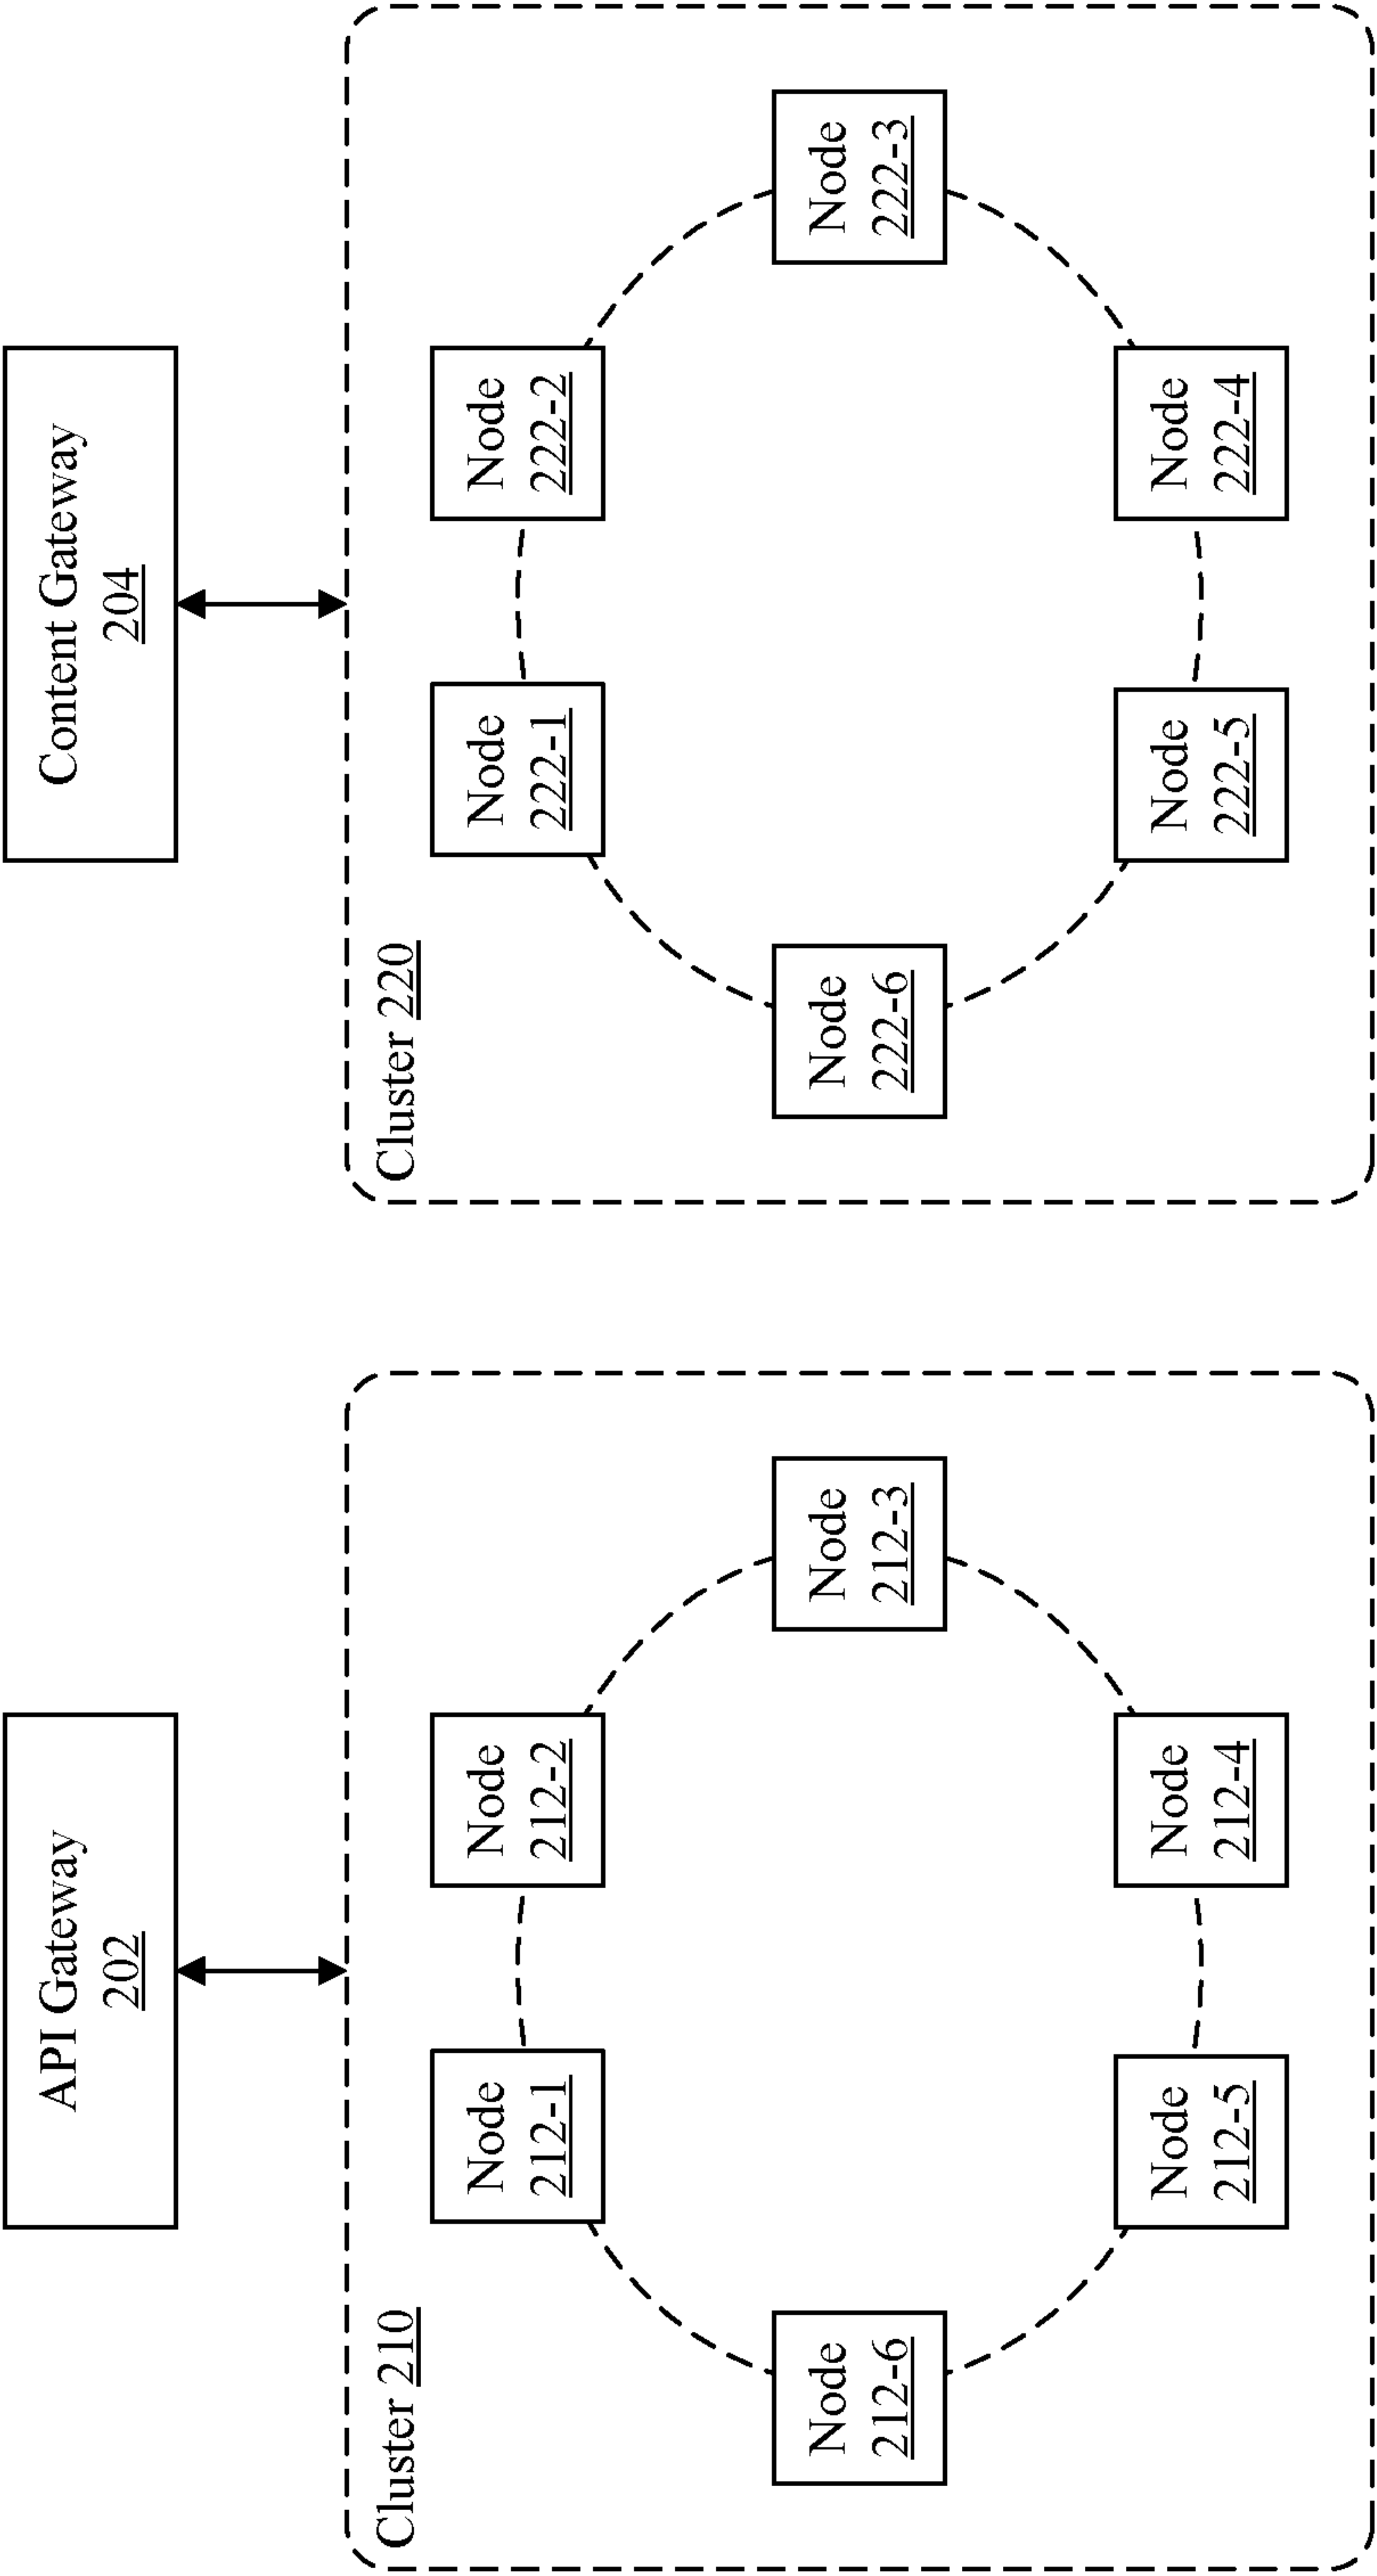 API Gateway
202
Content Gateway
204
Cluster 210
Node
212-1
Node
212-2
Node
212-3
Node
212-4
Node
212-5
Node
212-6
Cluster 220
Node
222-1
Node
222-2
Node
222-3
Node
222-4
Node
222-5
Node
222-6